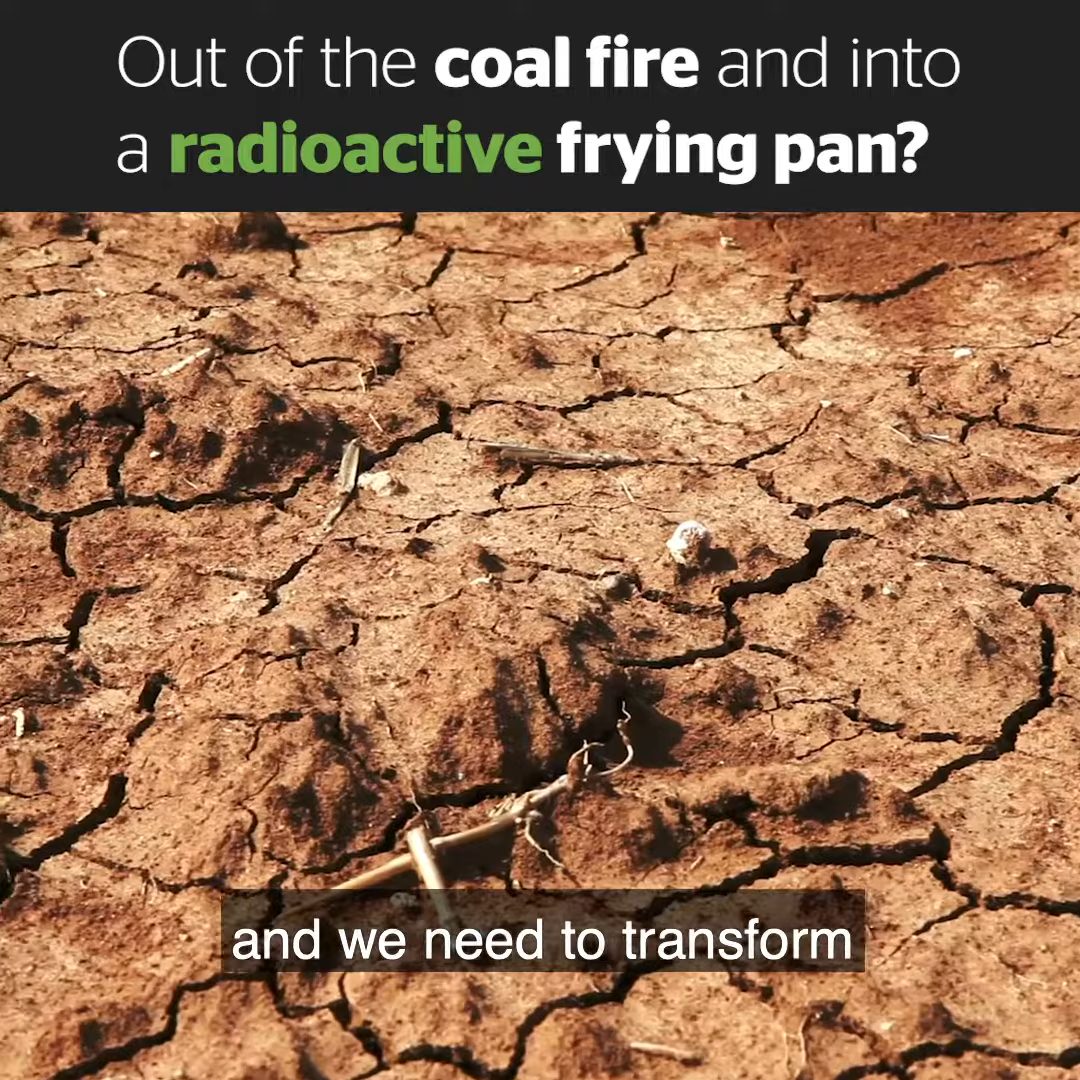 Out of the coal fire and into
a radioactive frying pan?
and we need to transform